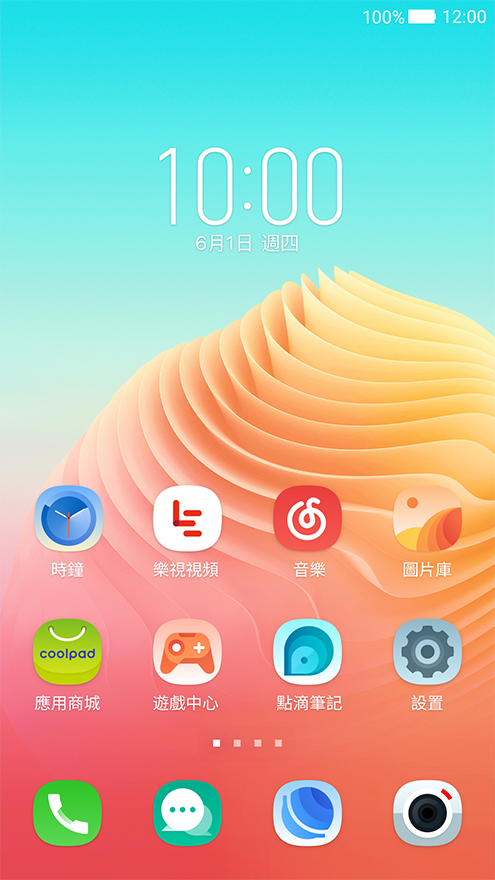 100% 12:00
10:00
6月1日 週四
時鐘 樂視視頻 音樂 圖片庫
coolpad
應用商城 遊戲中心 點滴筆記 設置